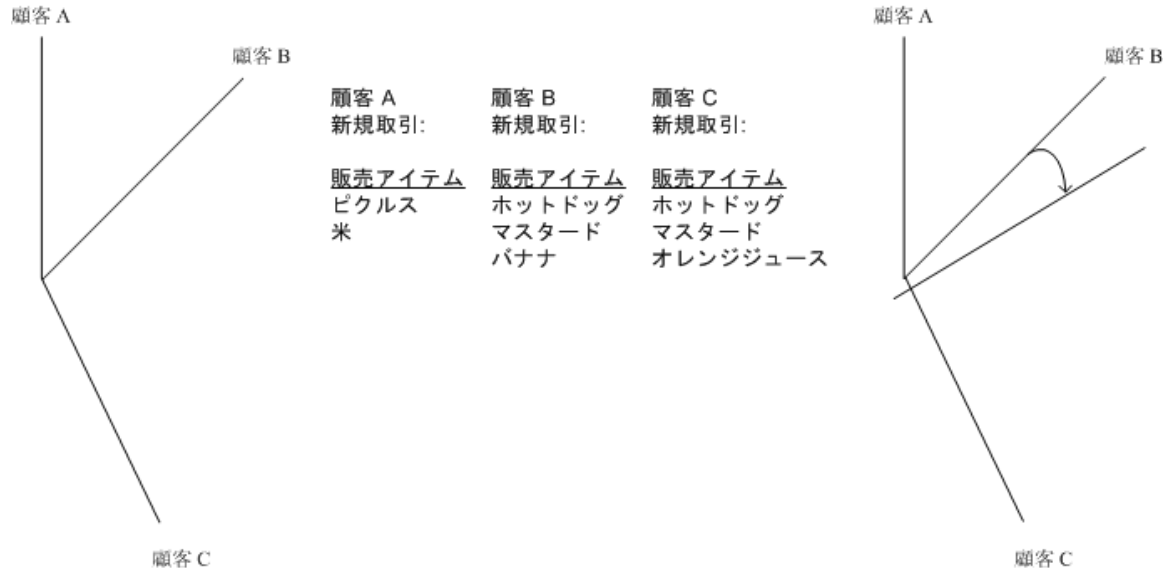 顧客 A
顧客 B
顧客 C
顧客 A
新規取引:
販売アイテム
ピクルス
米
顧客 B
新規取引:
販売アイテム
ホットドッグ
マスタード
バナナ
顧客 C
新規取引:
販売アイテム
ホットドッグ
マスタード
オレンジジュース
顧客 A
顧客 B
顧客 C